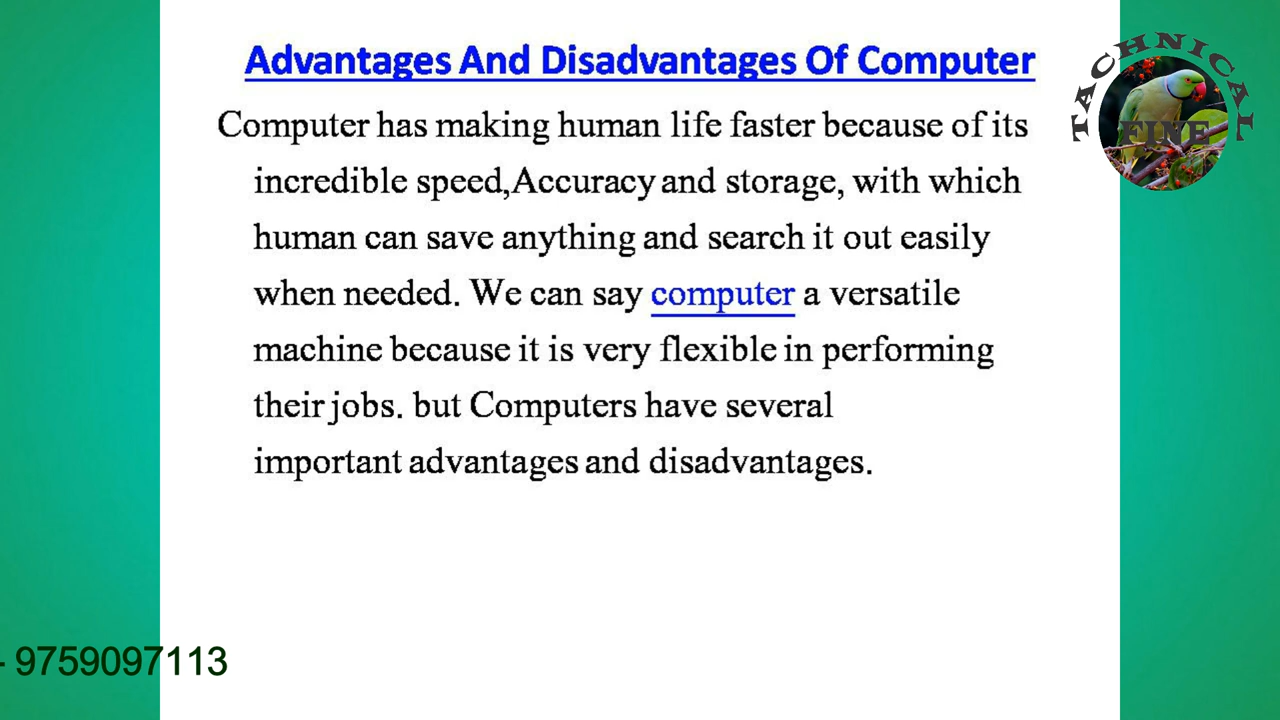 Advantages And Disadvantages Of Computer
TACHNICAL
FINE
Computer has making human life faster because of its
incredible speed,Accuracy and storage, with which
human can save anything and search it out easily
when needed. We can say computer a versatile
machine because it is very flexible in performing
their jobs. but Computers have several
important advantages and disadvantages.
- 9759097113